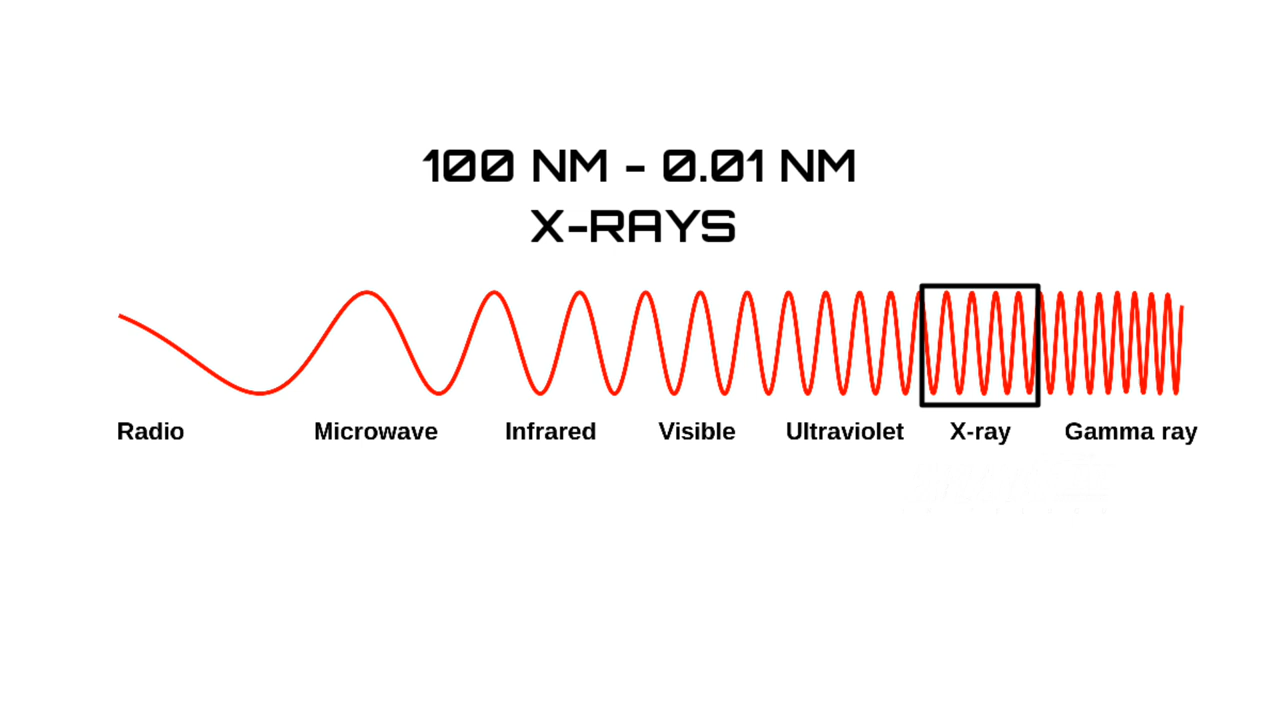 100 NM - 0.01 NM
X-RAYS
Radio Microwave Infrared Visible Ultraviolet X-ray Gamma ray